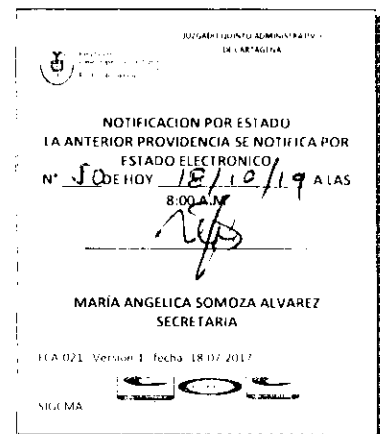 JUZGADO QUINTO ADMINISTRATIVO
DE CARTAGENA
NOTIFICACION POR ESTADO
LA ANTERIOR PROVIDENCIA SE NOTIFICA POR
ESTADO ELECTRONICO
N° 50 DE HOY 18/10/19 A LAS
8:00 A.M
MARÍA ANGELICA SOMOZA ALVAREZ
SECRETARIA
FCA 021 Version 1 fecha 18 07 2017
SIGCMA